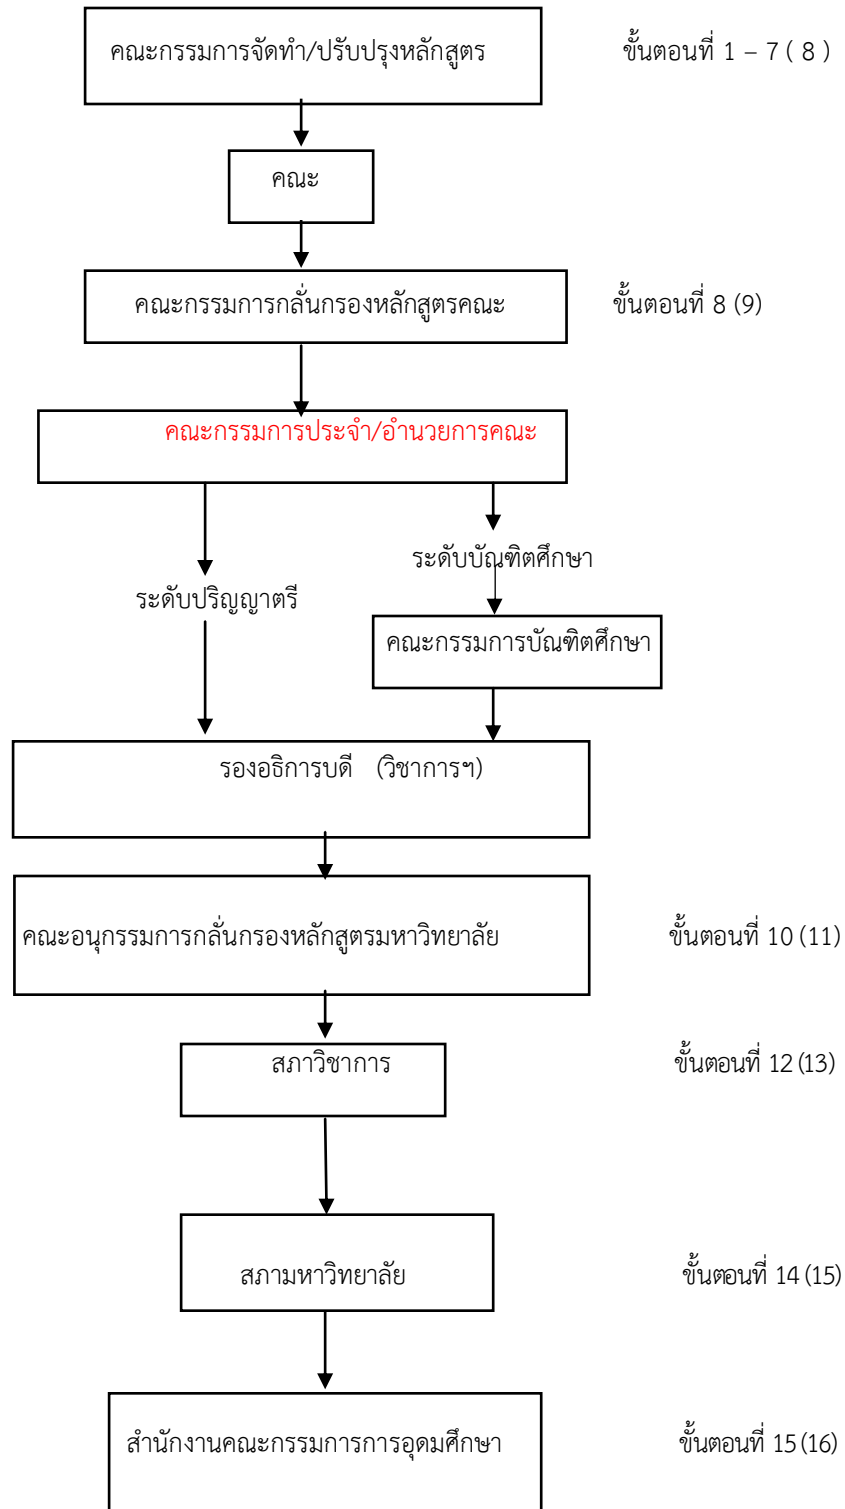 คณะกรรมการจัดทำ/ปรับปรุงหลักสูตร ขั้นตอนที่ 1 – 7 ( 8 )
คณะ
คณะกรรมการกลั่นกรองหลักสูตรคณะ ขั้นตอนที่ 8 (9)
คณะกรรมการประจำ/อำนวยการคณะ
ระดับบัณฑิตศึกษา
ระดับปริญญาตรี
คณะกรรมการบัณฑิตศึกษา
รองอธิการบดี (วิชาการฯ)
คณะอนุกรรมการกลั่นกรองหลักสูตรมหาวิทยาลัย ขั้นตอนที่ 10 (11)
สภาวิชาการ ขั้นตอนที่ 12 (13)
สภามหาวิทยาลัย ขั้นตอนที่ 14 (15)
สำนักงานคณะกรรมการการอุดมศึกษา ขั้นตอนที่ 15 (16)